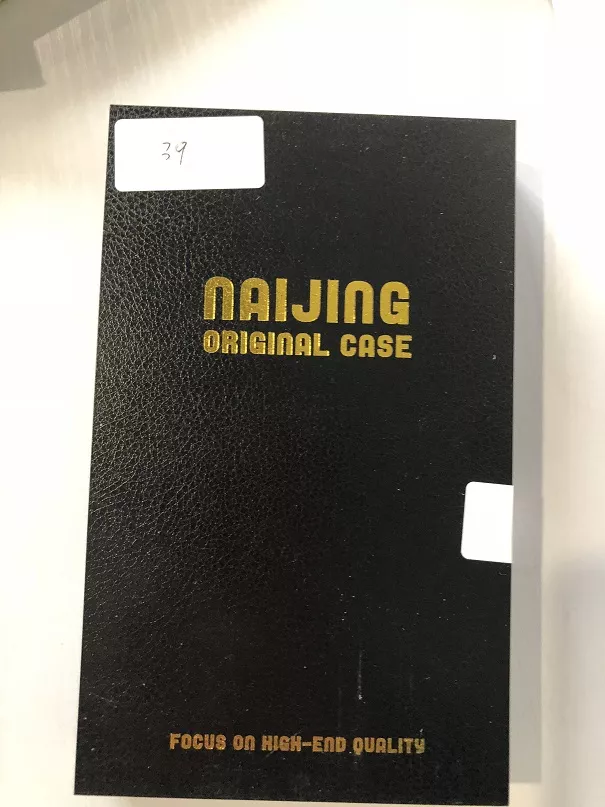 39
NAIJING
ORIGINAL CASE
FOCUS ON HIGH-END QUALITY